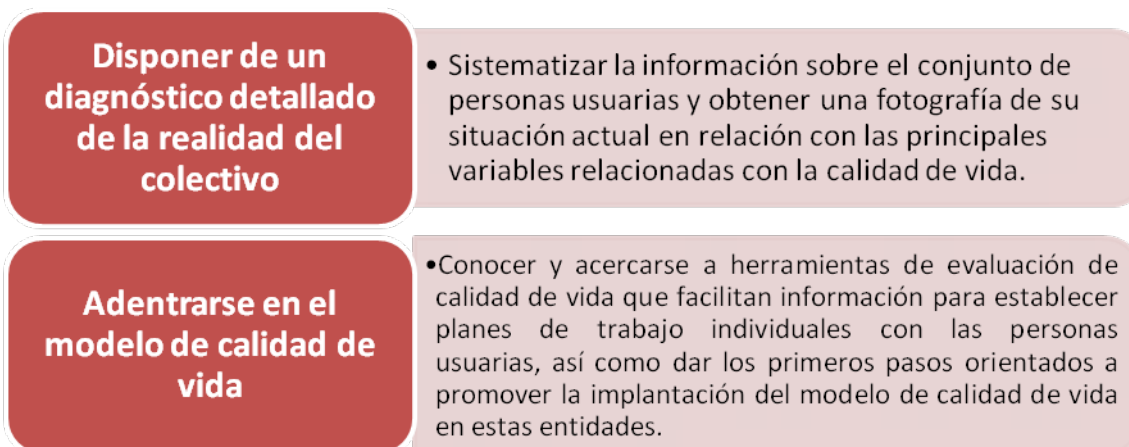 Disponer de un
diagnóstico detallado
de la realidad del
colectivo
• Sistematizar la información sobre el conjunto de
personas usuarias y obtener una fotografía de su
situación actual en relación con las principales
variables relacionadas con la calidad de vida.
Adentrarse en el
modelo de calidad de
vida
•Conocer y acercarse a herramientas de evaluación de
calidad de vida que facilitan información para establecer
planes de trabajo individuales con las personas
usuarias, así como dar los primeros pasos orientados a
promover la implantación del modelo de calidad de vida
en estas entidades.